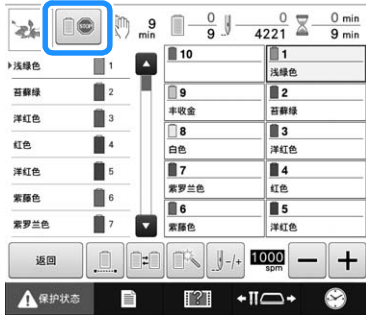 STOP
9 min
0
9
0
4221
0 min
9 min
浅绿色 1
苔藓绿 2
洋红色 3
红色 4
洋红色 5
紫藤色 6
紫罗兰色 7
10
1
浅绿色
9
丰收金
2
苔藓绿
8
白色
3
洋红色
7
紫罗兰色
4
红色
6
紫藤色
5
洋红色
返回
-/+
1000
spm
保护状态